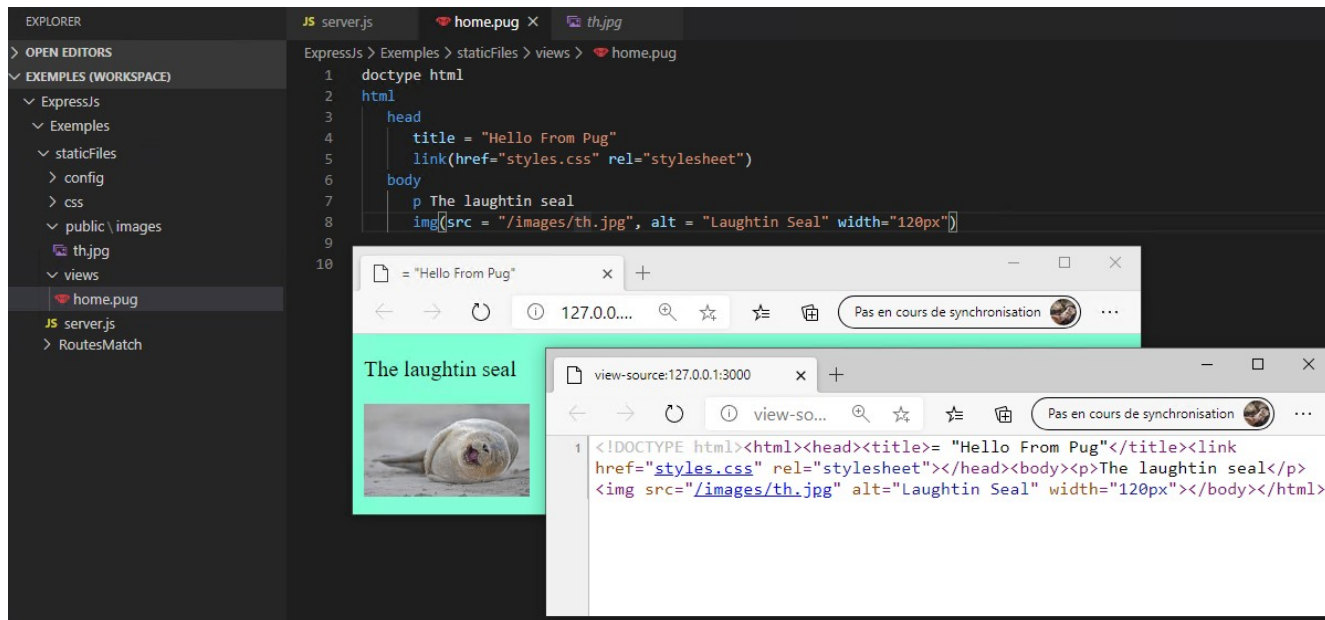 EXPLORER
JS server.js
home.pug ×
th.jpg
> OPEN EDITORS
EXEMPLES (WORKSPACE)
ExpressJs
Exemples
staticFiles
> config
> css
public \ images
th.jpg
views
home.pug
JS server.js
> RoutesMatch
ExpressJs > Exemples > staticFiles > views > home.pug
1 doctype html
2 html
3 head
4 title = "Hello From Pug"
5 link(href="styles.css" rel="stylesheet")
6 body
7 p The laughtin seal
8 img(src = "/images/th.jpg", alt = "Laughtin Seal" width="120px")
9
10
= "Hello From Pug"
127.0.0....
Pas en cours de synchronisation
The laughtin seal
view-source:127.0.0.1:3000
view-so...
Pas en cours de synchronisation
1 <!DOCTYPE html><html><head><title>= "Hello From Pug"</title><link
href="styles.css" rel="stylesheet"></head><body><p>The laughtin seal</p>
<img src="/images/th.jpg" alt="Laughtin Seal" width="120px"></body></html>